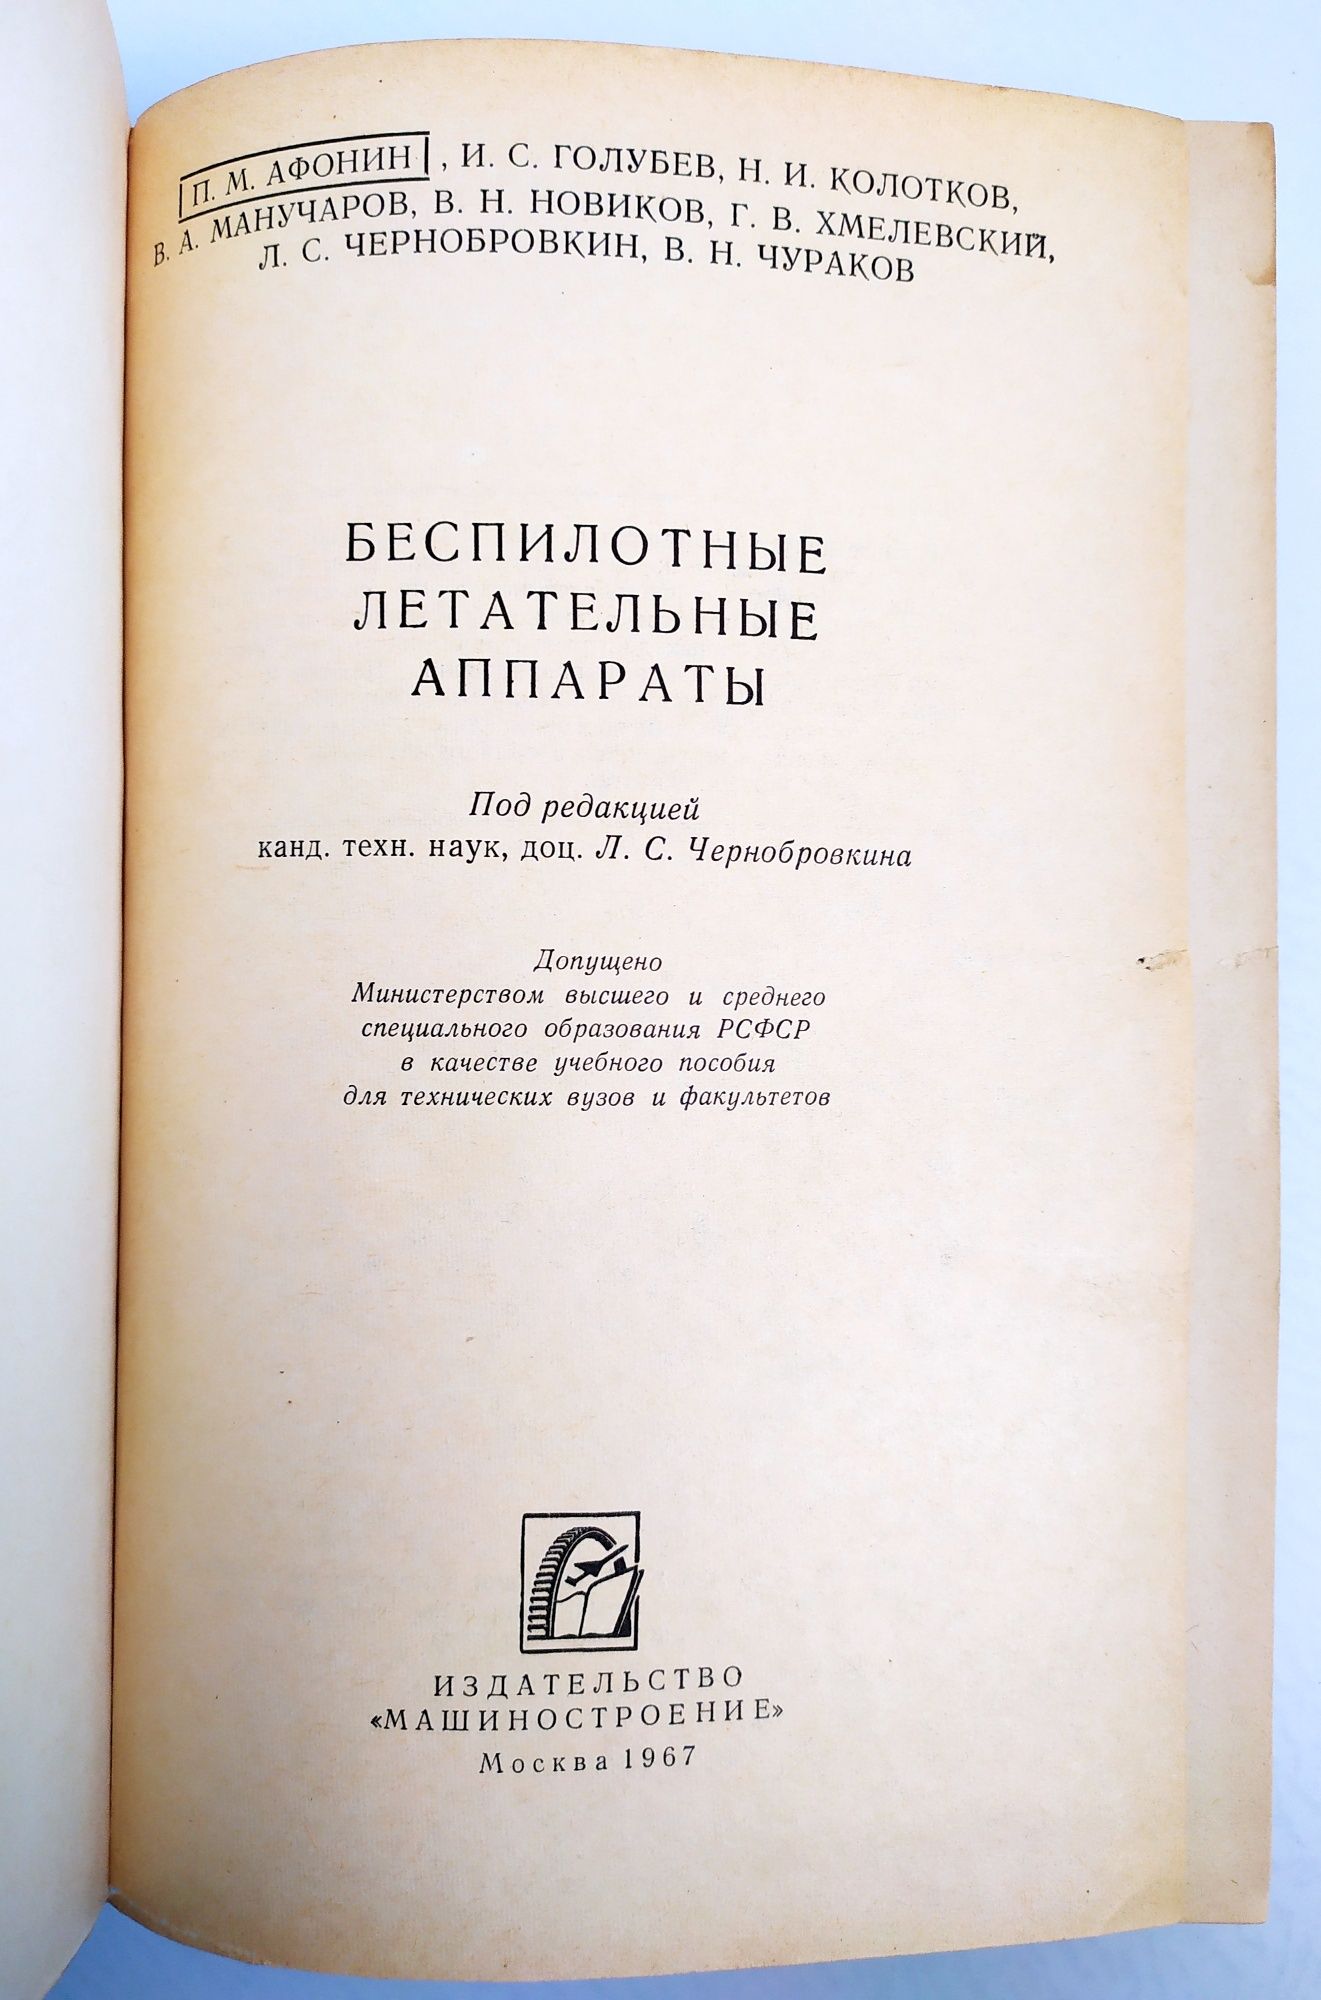 П. М. АФОНИН, И. С. ГОЛУБЕВ, Н. И. КОЛОТКОВ,
В. А. МАНУЧАРОВ, В. Н. НОВИКОВ, Г. В. ХМЕЛЕВСКИЙ,
Л. С. ЧЕРНОБРОВКИН, В. Н. ЧУРАКОВ
БЕСПИЛОТНЫЕ
ЛЕТАТЕЛЬНЫЕ
АППАРАТЫ
Под редакцией
канд. техн. наук, доц. Л. С. Чернобровкина
Допущено
Министерством высшего и среднего
специального образования РСФСР
в качестве учебного пособия
для технических вузов и факультетов
ИЗДАТЕЛЬСТВО
«МАШИНОСТРОЕНИЕ»
Москва 1967